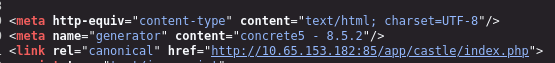 <meta http-equiv="content-type" content="text/html; charset=UTF-8"/>
<meta name="generator" content="concrete5 - 8.5.2"/>
<link rel="canonical" href="http://10.65.153.182:85/app/castle/index.php">